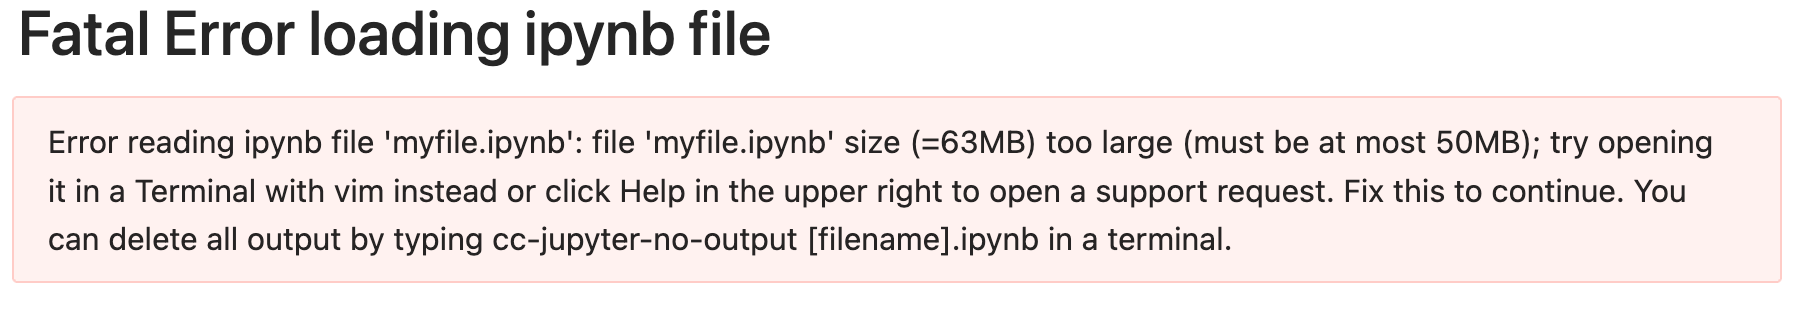 Fatal Error loading ipynb file
Error reading ipynb file 'myfile.ipynb': file 'myfile.ipynb' size (=63MB) too large (must be at most 50MB); try opening
it in a Terminal with vim instead or click Help in the upper right to open a support request. Fix this to continue. You
can delete all output by typing cc-jupyter-no-output [filename].ipynb in a terminal.